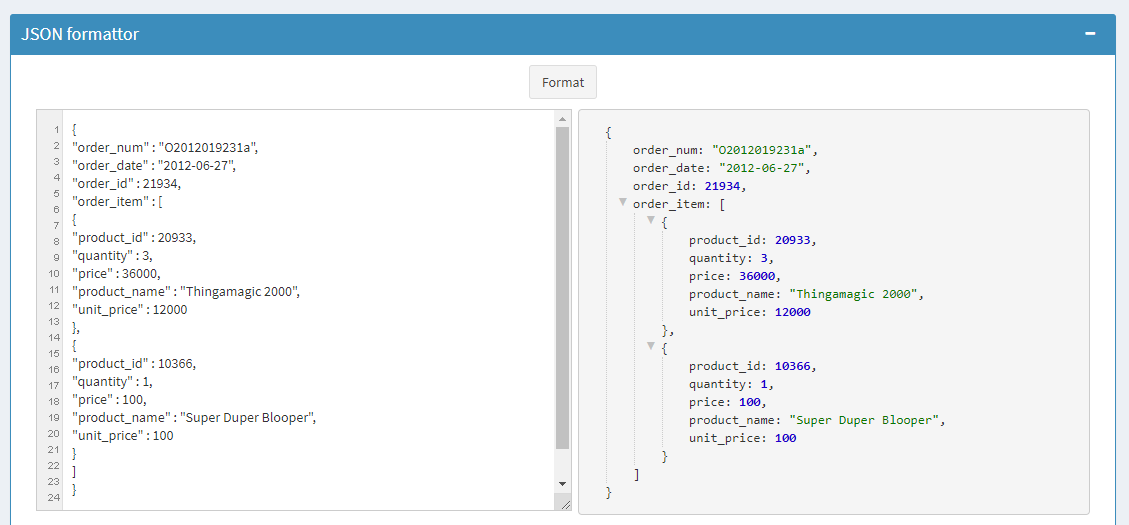 JSON formattor
Format
1 {
2 "order_num" : "O2012019231a",
3 "order_date" : "2012-06-27",
4 "order_id" : 21934,
5 "order_item" : [
6 {
7 "product_id" : 20933,
8 "quantity" : 3,
9 "price" : 36000,
10 "product_name" : "Thingamagic 2000",
11 "unit_price" : 12000
12 },
13 {
14 "product_id" : 10366,
15 "quantity" : 1,
16 "price" : 100,
17 "product_name" : "Super Duper Blooper",
18 "unit_price" : 100
19 }
20 ]
21 }
22
23
24
{
order_num: "O2012019231a",
order_date: "2012-06-27",
order_id: 21934,
order_item: [
{
product_id: 20933,
quantity: 3,
price: 36000,
product_name: "Thingamagic 2000",
unit_price: 12000
},
{
product_id: 10366,
quantity: 1,
price: 100,
product_name: "Super Duper Blooper",
unit_price: 100
}
]
}